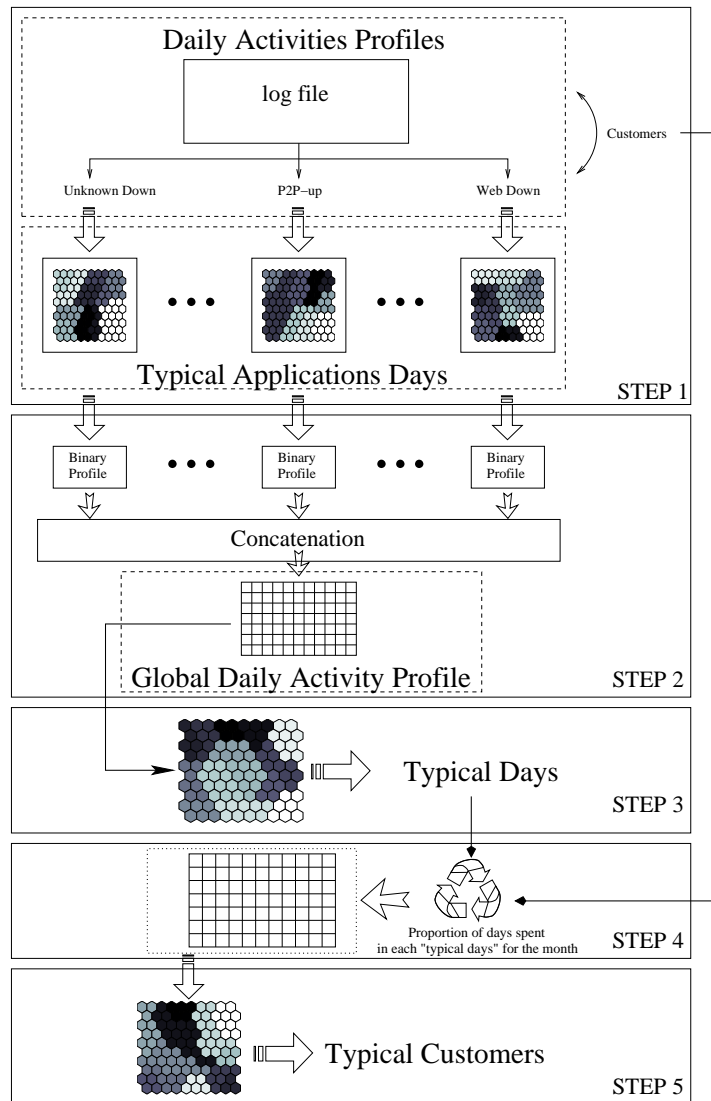 Daily Activities Profiles
log file
Customers
Unknown Down
P2P−up
Web Down
Typical Applications Days
STEP 1
Binary
Profile
Binary
Profile
Binary
Profile
Concatenation
Global Daily Activity Profile
STEP 2
Typical Days
STEP 3
Proportion of days spent
in each "typical days" for the month
STEP 4
Typical Customers
STEP 5